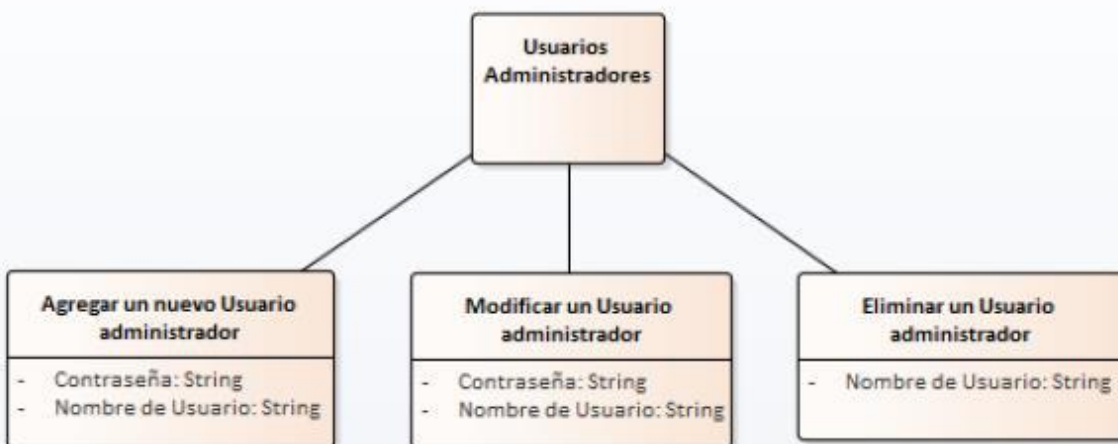 Usuarios
Administradores
Agregar un nuevo Usuario
administrador
- Contraseña: String
- Nombre de Usuario: String
Modificar un Usuario
administrador
- Contraseña: String
- Nombre de Usuario: String
Eliminar un Usuario
administrador
- Nombre de Usuario: String